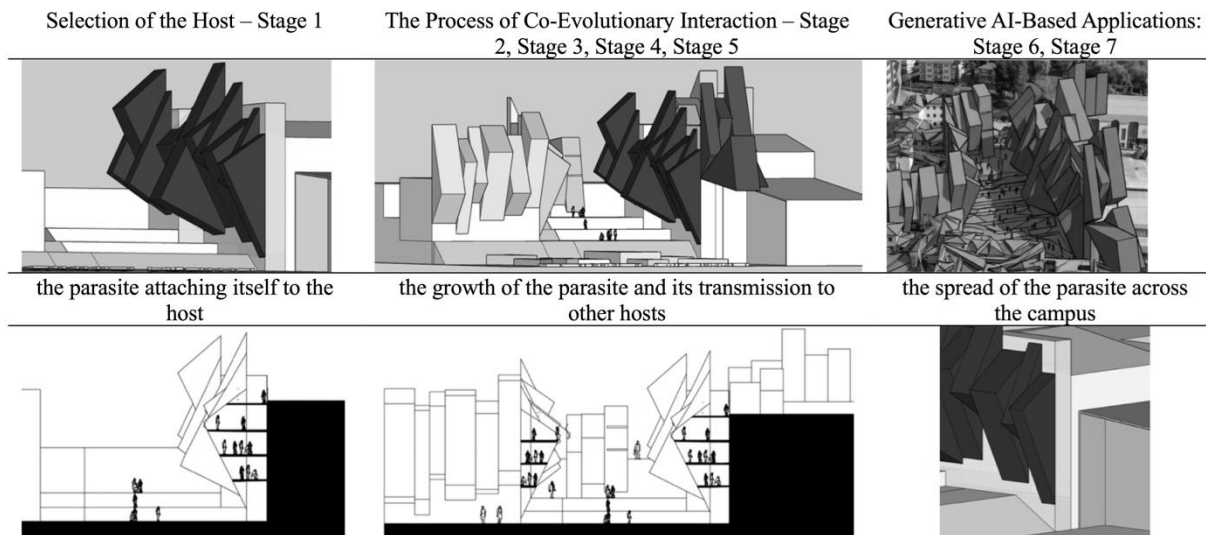 Selection of the Host – Stage 1
The Process of Co-Evolutionary Interaction – Stage
2, Stage 3, Stage 4, Stage 5
Generative AI-Based Applications:
Stage 6, Stage 7
the parasite attaching itself to the
host
the growth of the parasite and its transmission to
other hosts
the spread of the parasite across
the campus